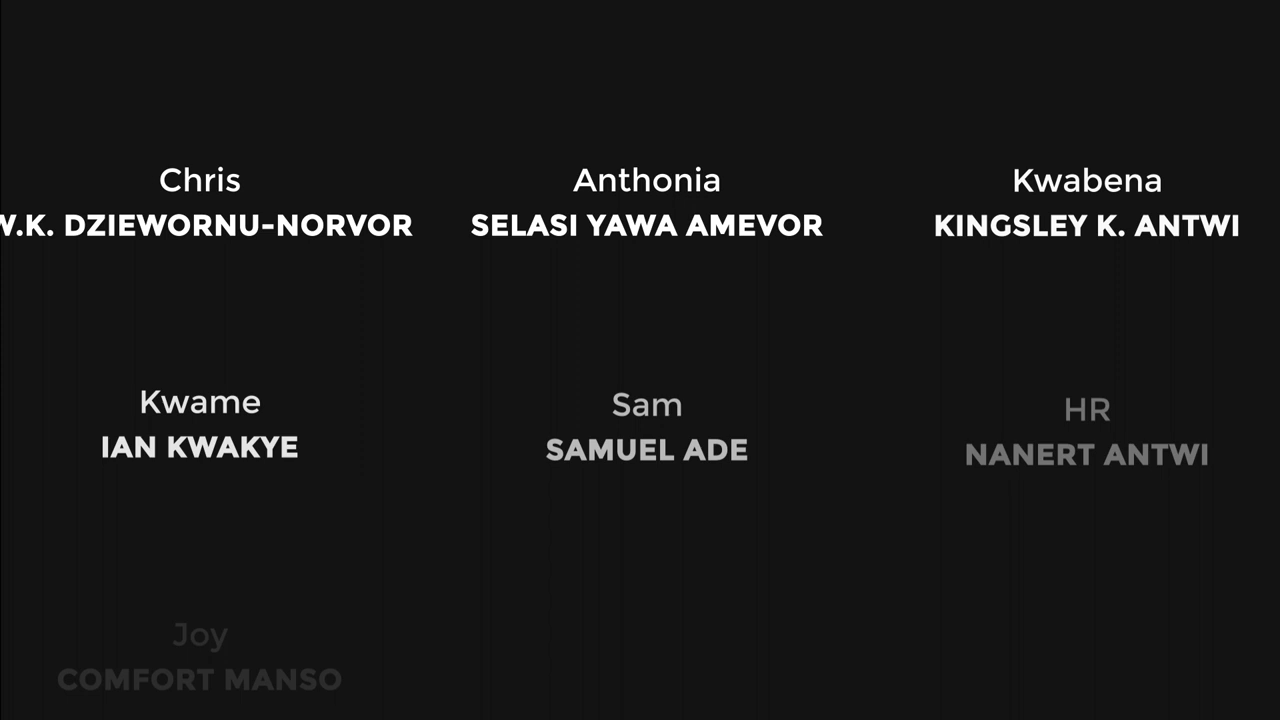 Chris
W.K. DZIEWORNU-NORVOR
Anthonia
SELASI YAWA AMEVOR
Kwabena
KINGSLEY K. ANTWI
Kwame
IAN KWAKYE
Sam
SAMUEL ADE
HR
NANERT ANTWI
Joy
COMFORT MANSO